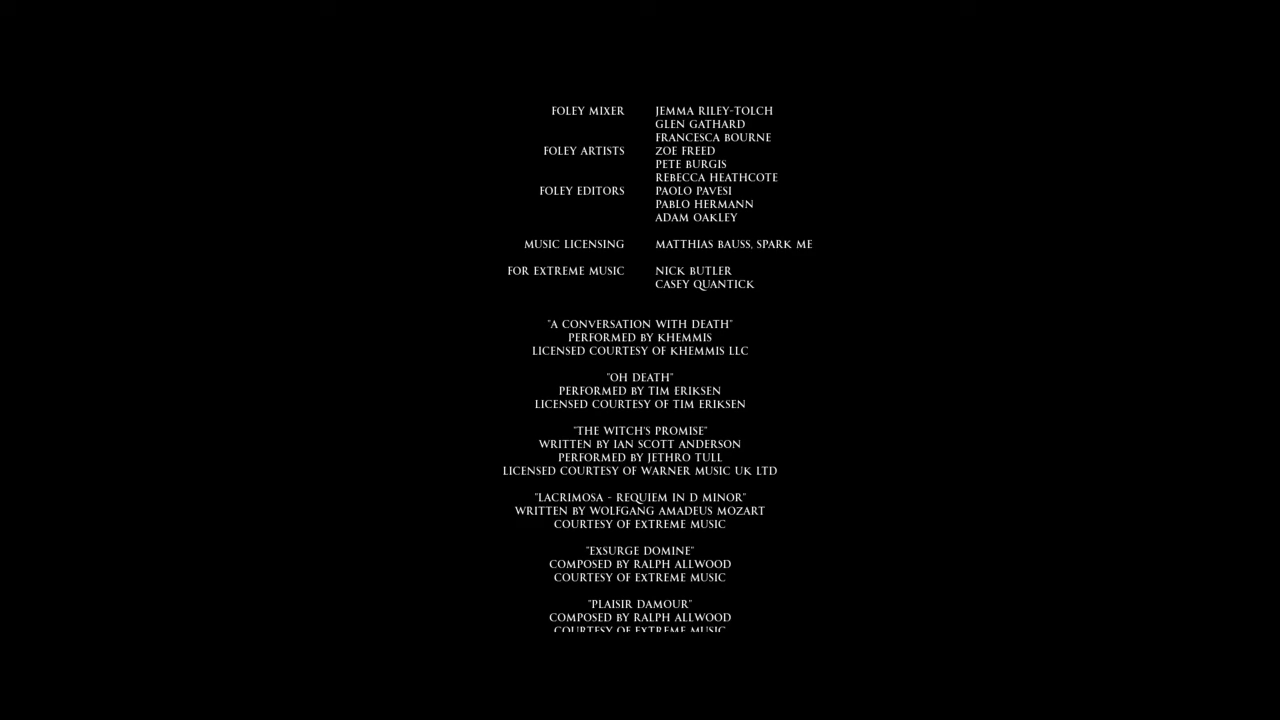 FOLEY MIXER JEMMA RILEY-TOLCH
GLEN GATHARD
FRANCESCA BOURNE
FOLEY ARTISTS ZOE FREED
PETE BURGIS
REBECCA HEATHCOTE
FOLEY EDITORS PAOLO PAVESI
PABLO HERMANN
ADAM OAKLEY
MUSIC LICENSING MATTHIAS BAUSS, SPARK ME
FOR EXTREME MUSIC NICK BUTLER
CASEY QUANTICK
"A CONVERSATION WITH DEATH"
PERFORMED BY KHEMMIS
LICENSED COURTESY OF KHEMMIS LLC
"OH DEATH"
PERFORMED BY TIM ERIKSEN
LICENSED COURTESY OF TIM ERIKSEN
"THE WITCH'S PROMISE"
WRITTEN BY IAN SCOTT ANDERSON
PERFORMED BY JETHRO TULL
LICENSED COURTESY OF WARNER MUSIC UK LTD
"LACRIMOSA - REQUIEM IN D MINOR"
WRITTEN BY WOLFGANG AMADEUS MOZART
COURTESY OF EXTREME MUSIC
"EXSURGE DOMINE"
COMPOSED BY RALPH ALLWOOD
COURTESY OF EXTREME MUSIC
"PLAISIR DAMOUR"
COMPOSED BY RALPH ALLWOOD
COURTESY OF EXTREME MUSIC